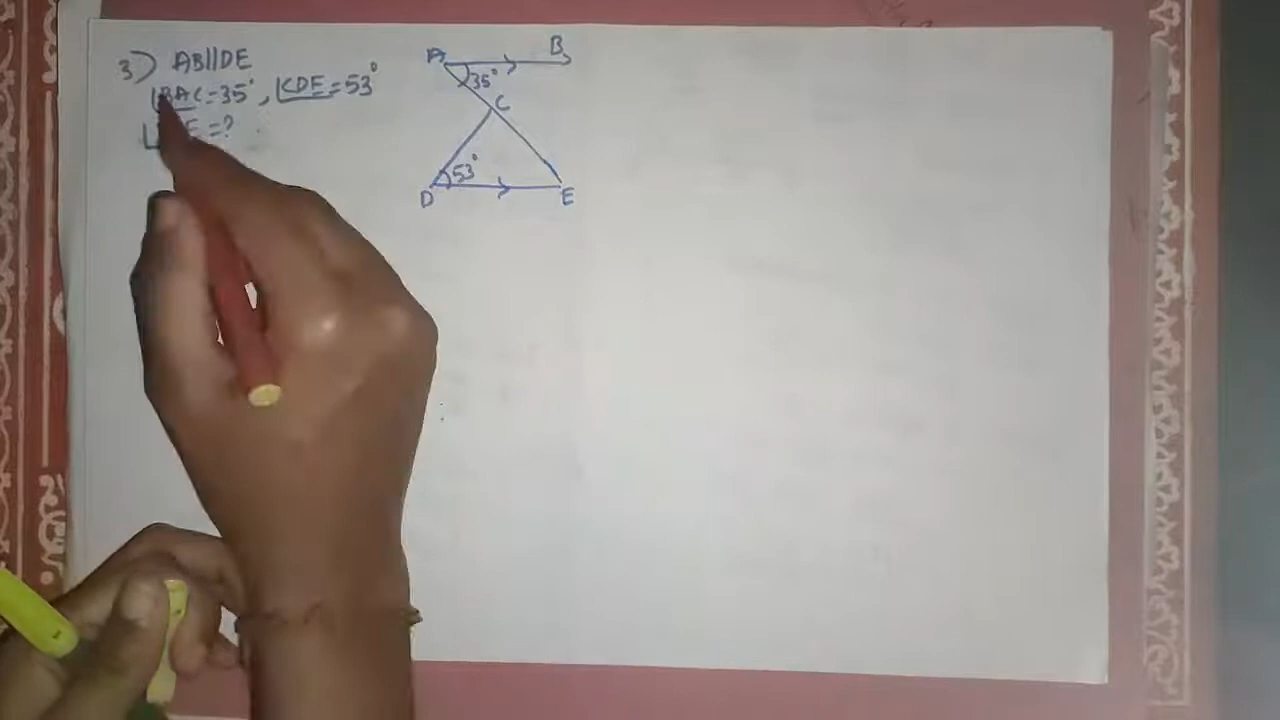 3) AB||DE
∠BAC=35°, ∠CDE=53°
=?
A B
35°
C
53°
D E